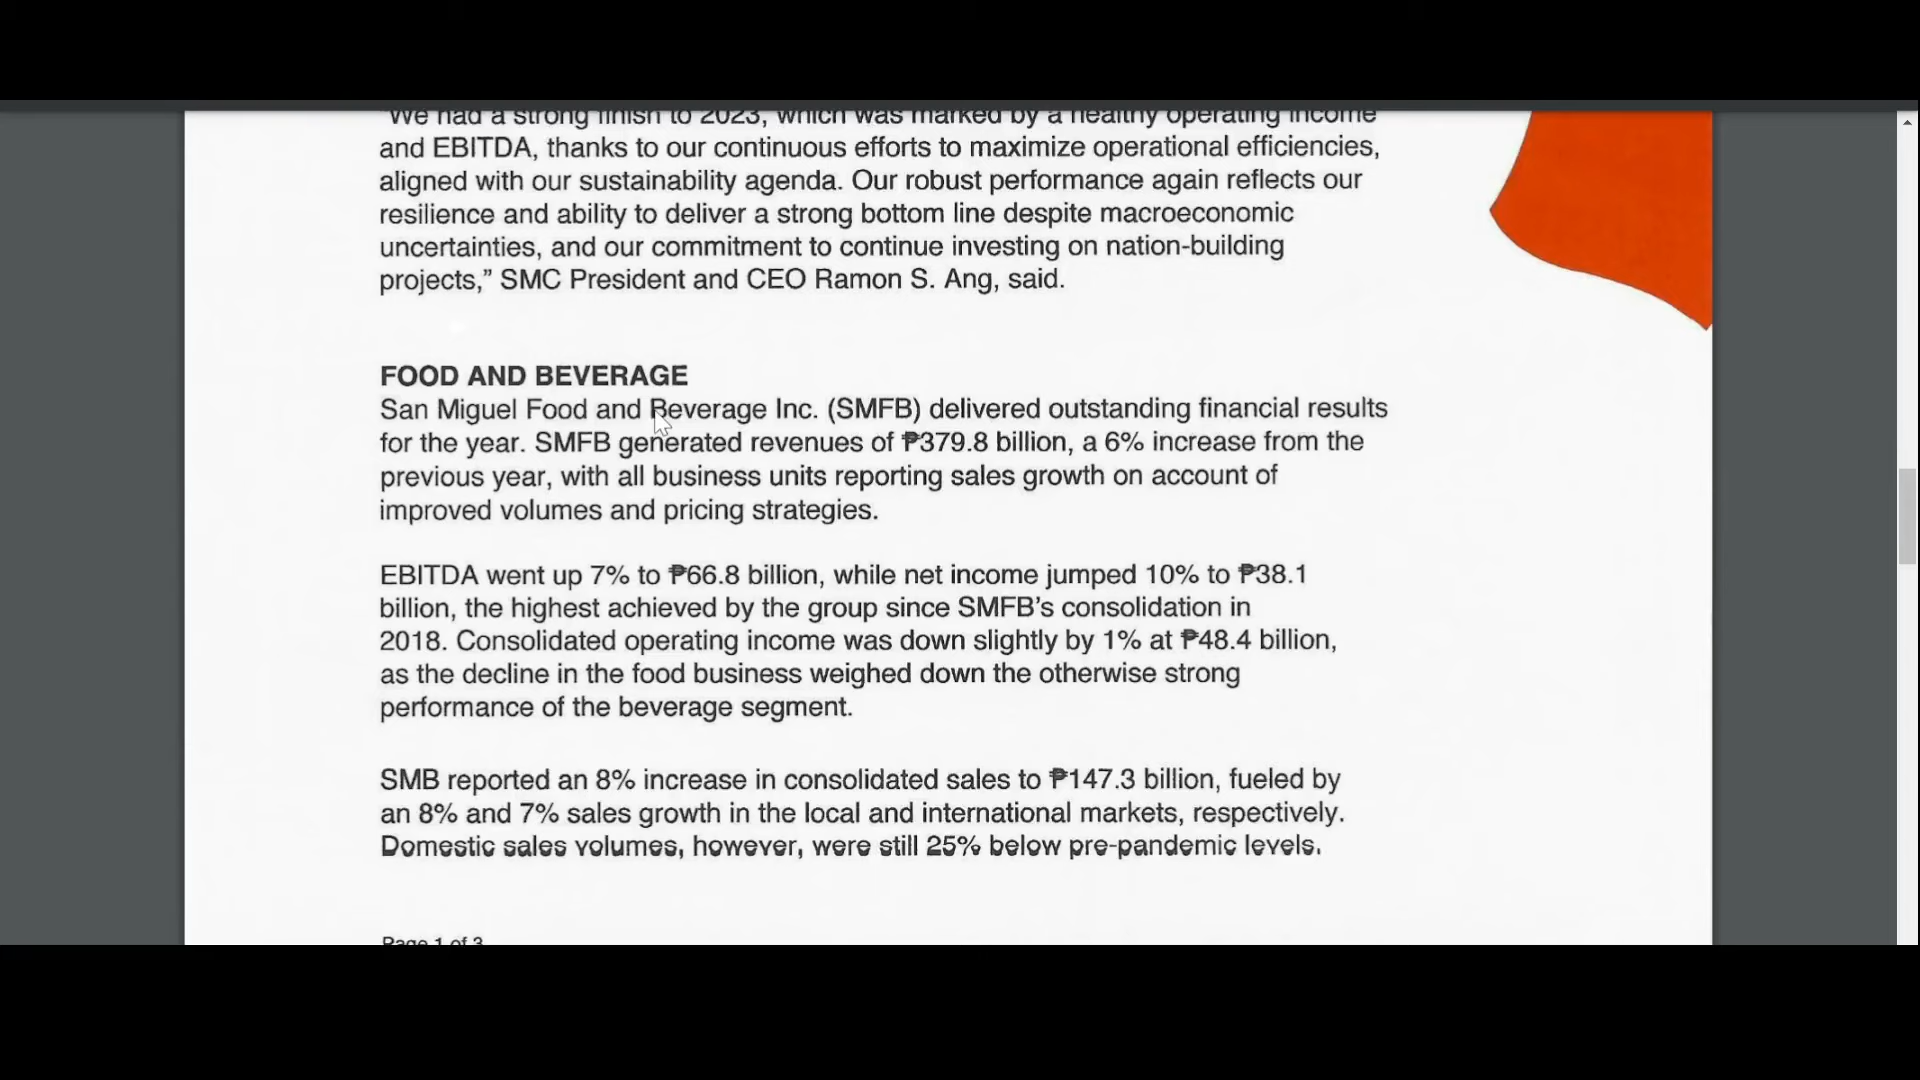 “We had a strong finish to 2023, which was marked by a healthy operating income
and EBITDA, thanks to our continuous efforts to maximize operational efficiencies,
aligned with our sustainability agenda. Our robust performance again reflects our
resilience and ability to deliver a strong bottom line despite macroeconomic
uncertainties, and our commitment to continue investing on nation-building
projects,” SMC President and CEO Ramon S. Ang, said.
FOOD AND BEVERAGE
San Miguel Food and Beverage Inc. (SMFB) delivered outstanding financial results
for the year. SMFB generated revenues of ₱379.8 billion, a 6% increase from the
previous year, with all business units reporting sales growth on account of
improved volumes and pricing strategies.
EBITDA went up 7% to ₱66.8 billion, while net income jumped 10% to ₱38.1
billion, the highest achieved by the group since SMFB’s consolidation in
2018. Consolidated operating income was down slightly by 1% at ₱48.4 billion,
as the decline in the food business weighed down the otherwise strong
performance of the beverage segment.
SMB reported an 8% increase in consolidated sales to ₱147.3 billion, fueled by
an 8% and 7% sales growth in the local and international markets, respectively.
Domestic sales volumes, however, were still 25% below pre-pandemic levels.
Page 1 of 3